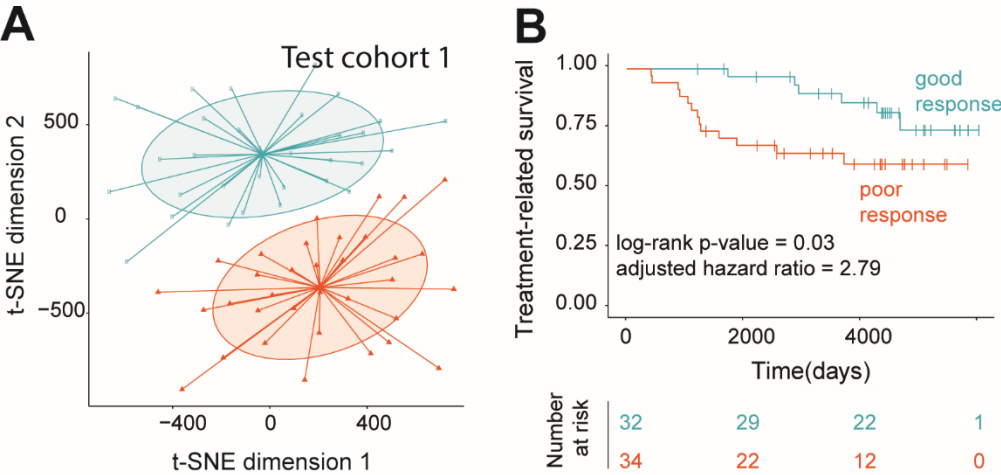 A
Test cohort 1
t-SNE dimension 2
500
0
−500
−400
0
400
t-SNE dimension 1
B
Treatment-related survival
1.00
0.75
0.50
0.25
0.00
good
response
poor
response
log-rank p-value = 0.03
adjusted hazard ratio = 2.79
0
2000
4000
Time(days)
Number
at risk
32 29 22 1
34 22 12 0